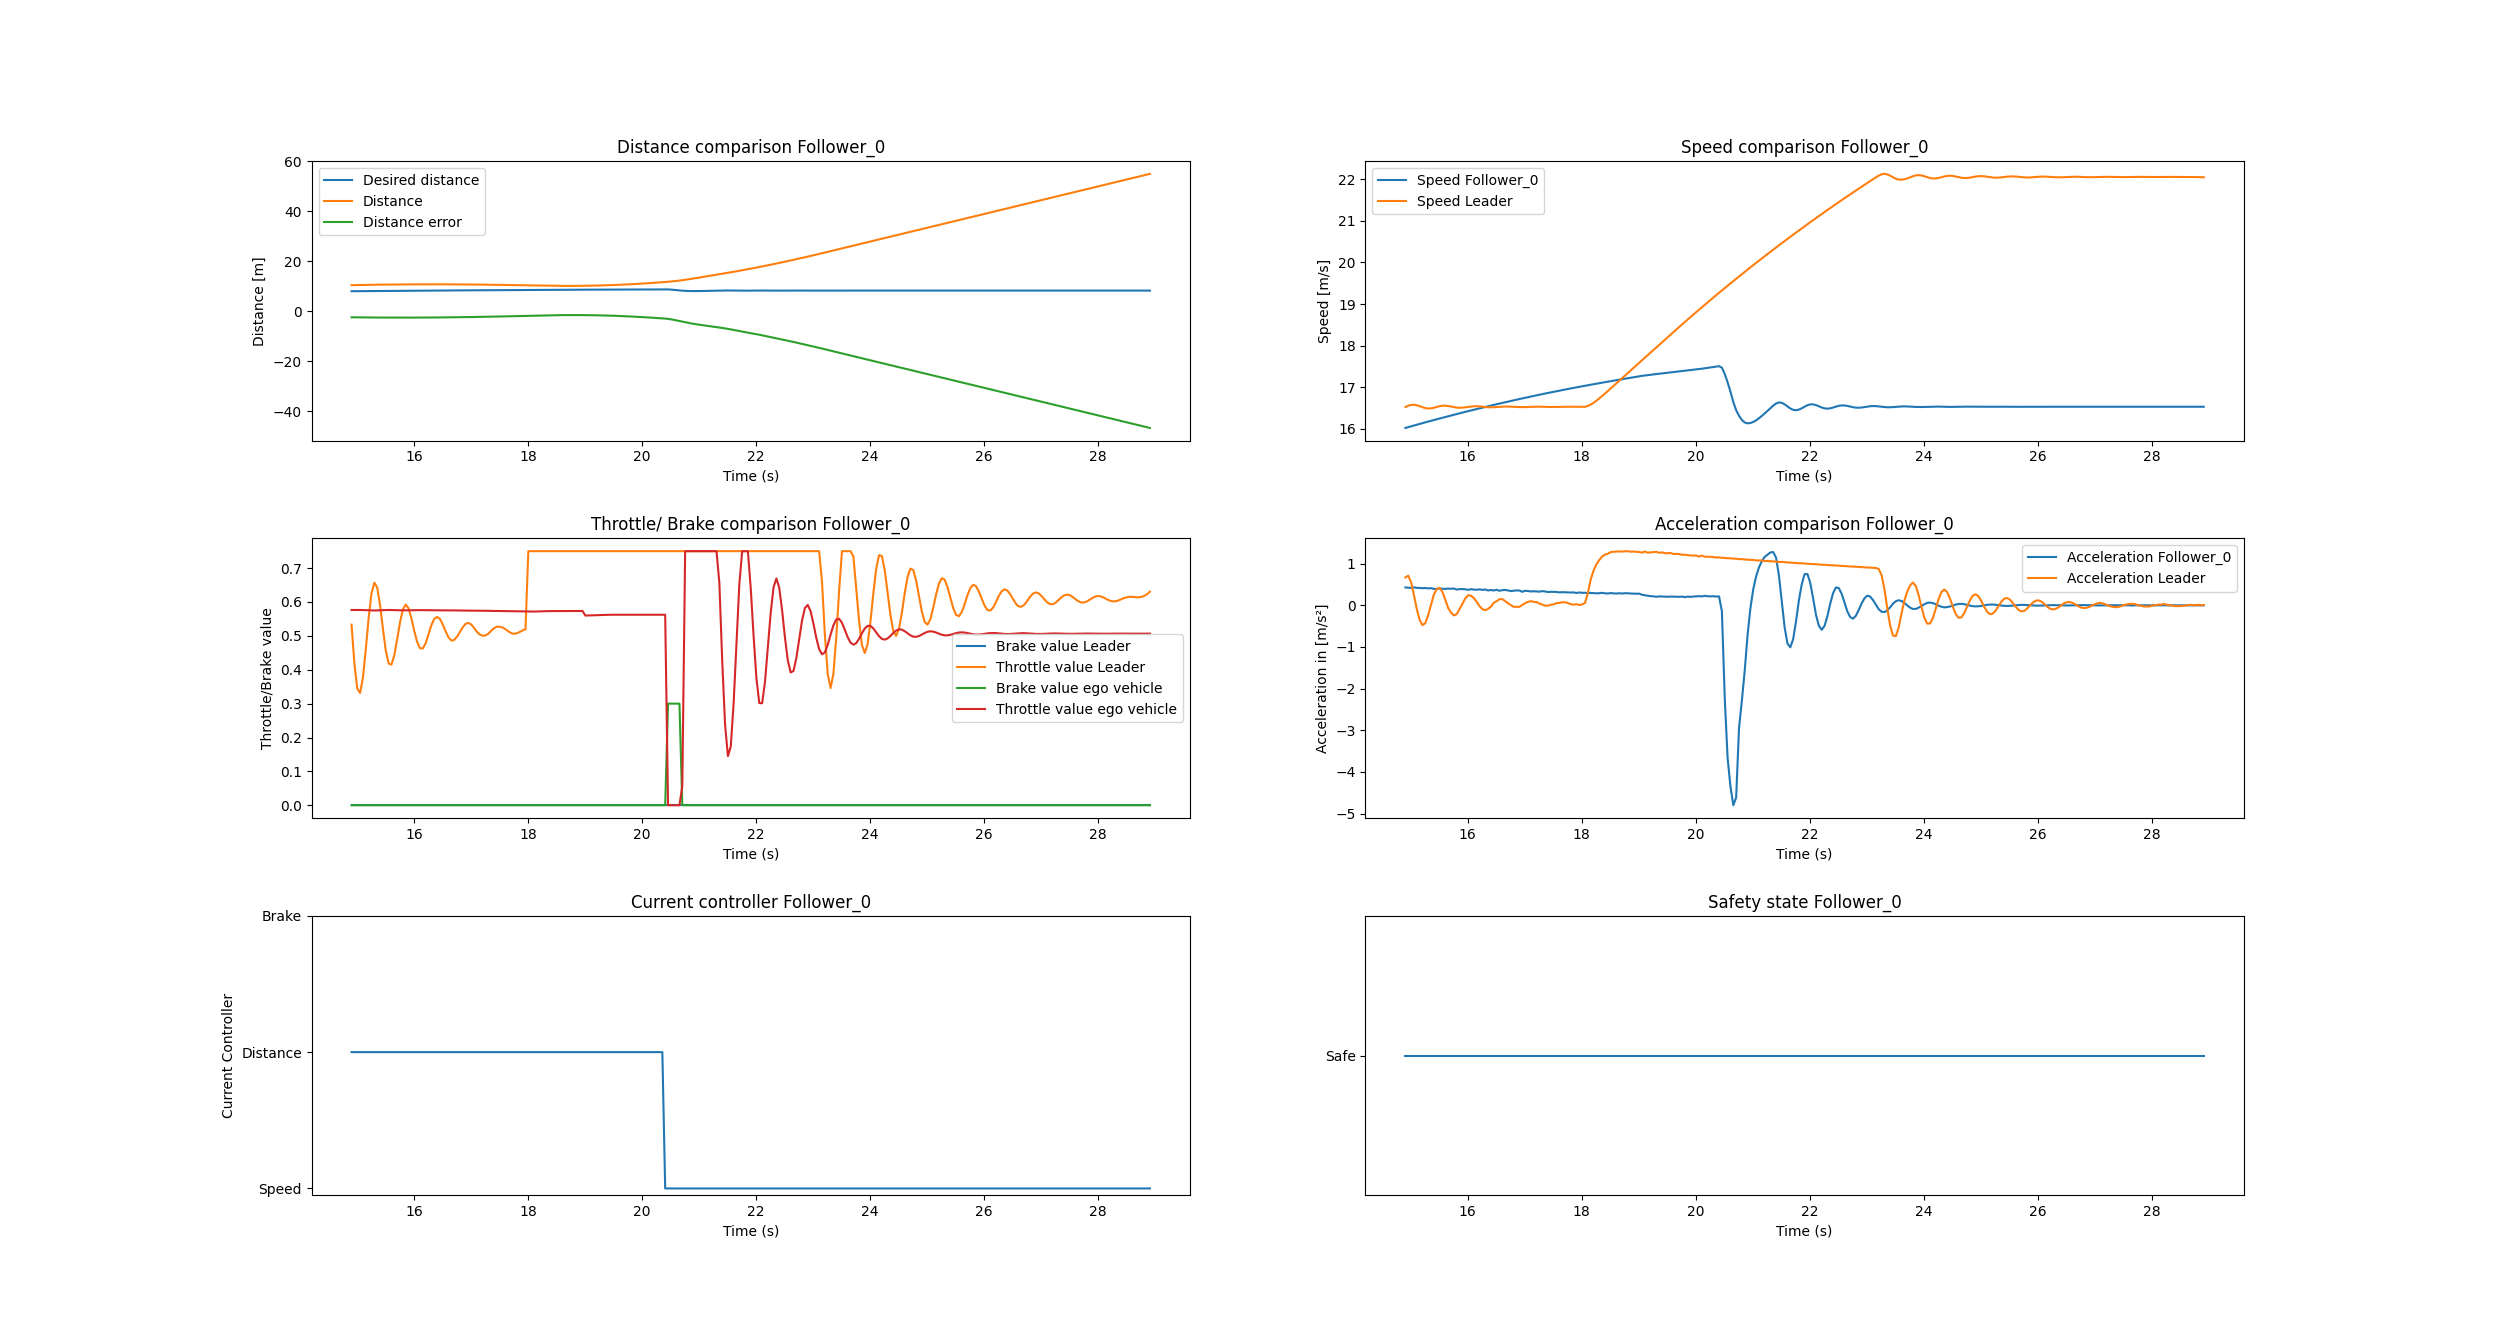 Distance comparison Follower_0
60
40
20
0
−20
−40
Distance [m]
Desired distance
Distance
Distance error
16 18 20 22 24 26 28
Time (s)
Speed comparison Follower_0
22
21
20
19
18
17
16
Speed [m/s]
Speed Follower_0
Speed Leader
16 18 20 22 24 26 28
Time (s)
Throttle/ Brake comparison Follower_0
0.7
0.6
0.5
0.4
0.3
0.2
0.1
0.0
Throttle/Brake value
Brake value Leader
Throttle value Leader
Brake value ego vehicle
Throttle value ego vehicle
16 18 20 22 24 26 28
Time (s)
Acceleration comparison Follower_0
1
0
−1
−2
−3
−4
−5
Acceleration in [m/s²]
Acceleration Follower_0
Acceleration Leader
16 18 20 22 24 26 28
Time (s)
Current controller Follower_0
Brake
Distance
Speed
Current Controller
16 18 20 22 24 26 28
Time (s)
Safety state Follower_0
Safe
16 18 20 22 24 26 28
Time (s)